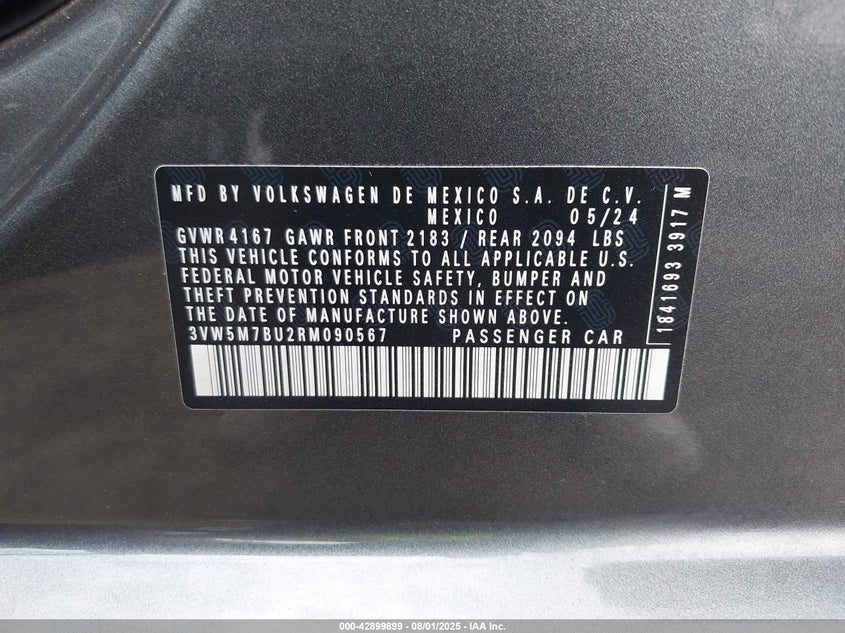 MFD BY VOLKSWAGEN DE MEXICO S.A. DE C.V.
MEXICO 05/24
GVWR 4167 GAWR FRONT 2183 / REAR 2094 LBS
THIS VEHICLE CONFORMS TO ALL APPLICABLE U.S.
FEDERAL MOTOR VEHICLE SAFETY, BUMPER AND
THEFT PREVENTION STANDARDS IN EFFECT ON
THE DATE OF MANUFACTURE SHOWN ABOVE.
3VW5M7BU2RM090567 PASSENGER CAR
1841693 3917 M
000-42899899 - 08/01/2025 - IAA Inc.